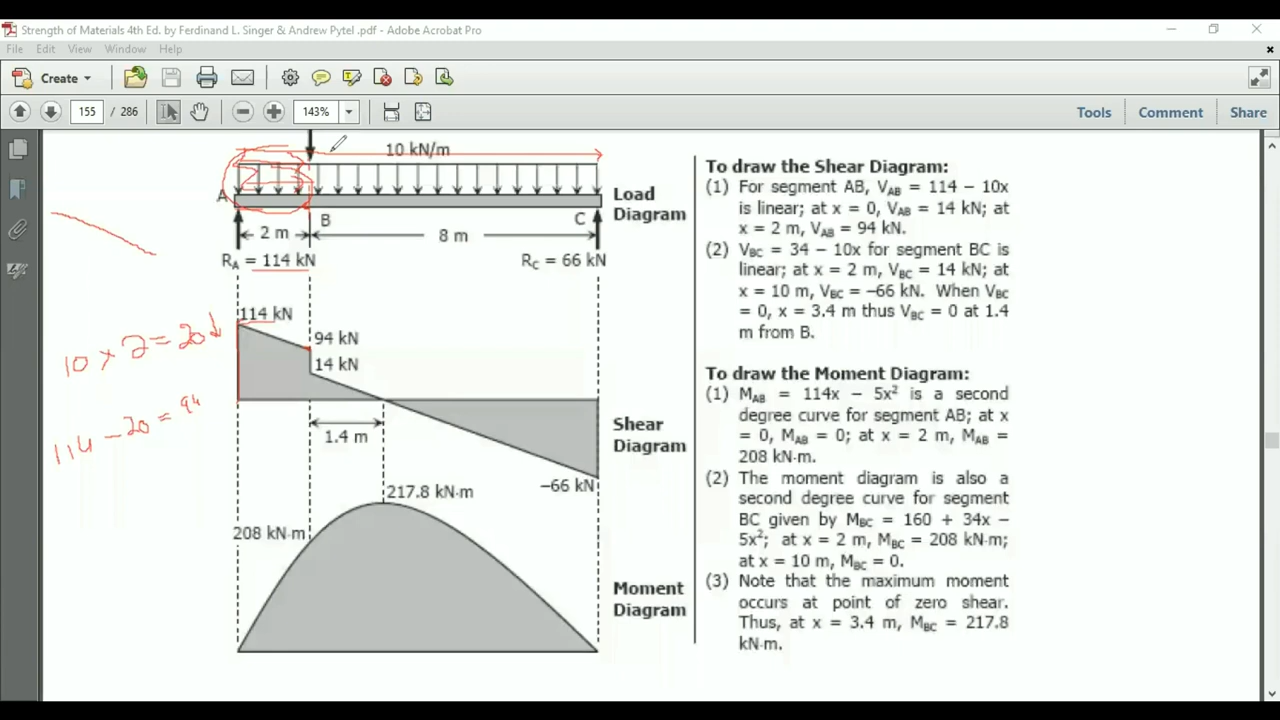 Strength of Materials 4th Ed. by Ferdinand L. Singer & Andrew Pytel .pdf - Adobe Acrobat Pro
File Edit View Window Help
Create
155 / 286
143%
Tools Comment Share
10 kN/m
A
B
C
Load
Diagram
2 m
8 m
RA = 114 kN
RC = 66 kN
114 kN
94 kN
14 kN
10 × 2 = 20↓
114 - 20 = 94
1.4 m
Shear
Diagram
-66 kN
217.8 kN·m
208 kN·m
Moment
Diagram
To draw the Shear Diagram:
(1) For segment AB, VAB = 114 – 10x
is linear; at x = 0, VAB = 14 kN; at
x = 2 m, VAB = 94 kN.
(2) VBC = 34 – 10x for segment BC is
linear; at x = 2 m, VBC = 14 kN; at
x = 10 m, VBC = –66 kN. When VBC
= 0, x = 3.4 m thus VBC = 0 at 1.4
m from B.
To draw the Moment Diagram:
(1) MAB = 114x – 5x² is a second
degree curve for segment AB; at x
= 0, MAB = 0; at x = 2 m, MAB =
208 kN·m.
(2) The moment diagram is also a
second degree curve for segment
BC given by MBC = 160 + 34x –
5x²; at x = 2 m, MBC = 208 kN·m;
at x = 10 m, MBC = 0.
(3) Note that the maximum moment
occurs at point of zero shear.
Thus, at x = 3.4 m, MBC = 217.8
kN·m.